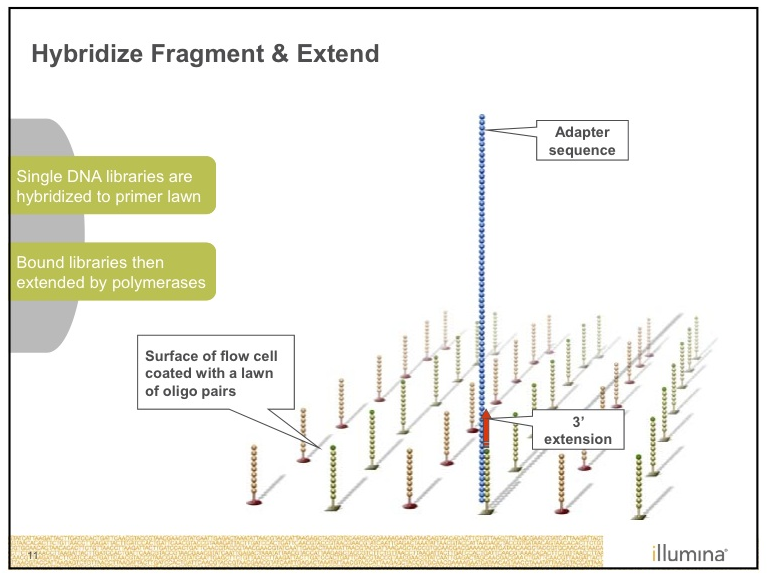 Hybridize Fragment & Extend
Adapter
sequence
Single DNA libraries are
hybridized to primer lawn
Bound libraries then
extended by polymerases
Surface of flow cell
coated with a lawn
of oligo pairs
3’
extension
11
illumina®